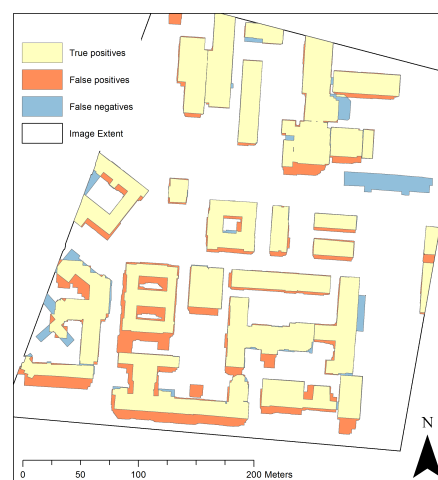 True positives
False positives
False negatives
Image Extent
N
0 50 100 200 Meters